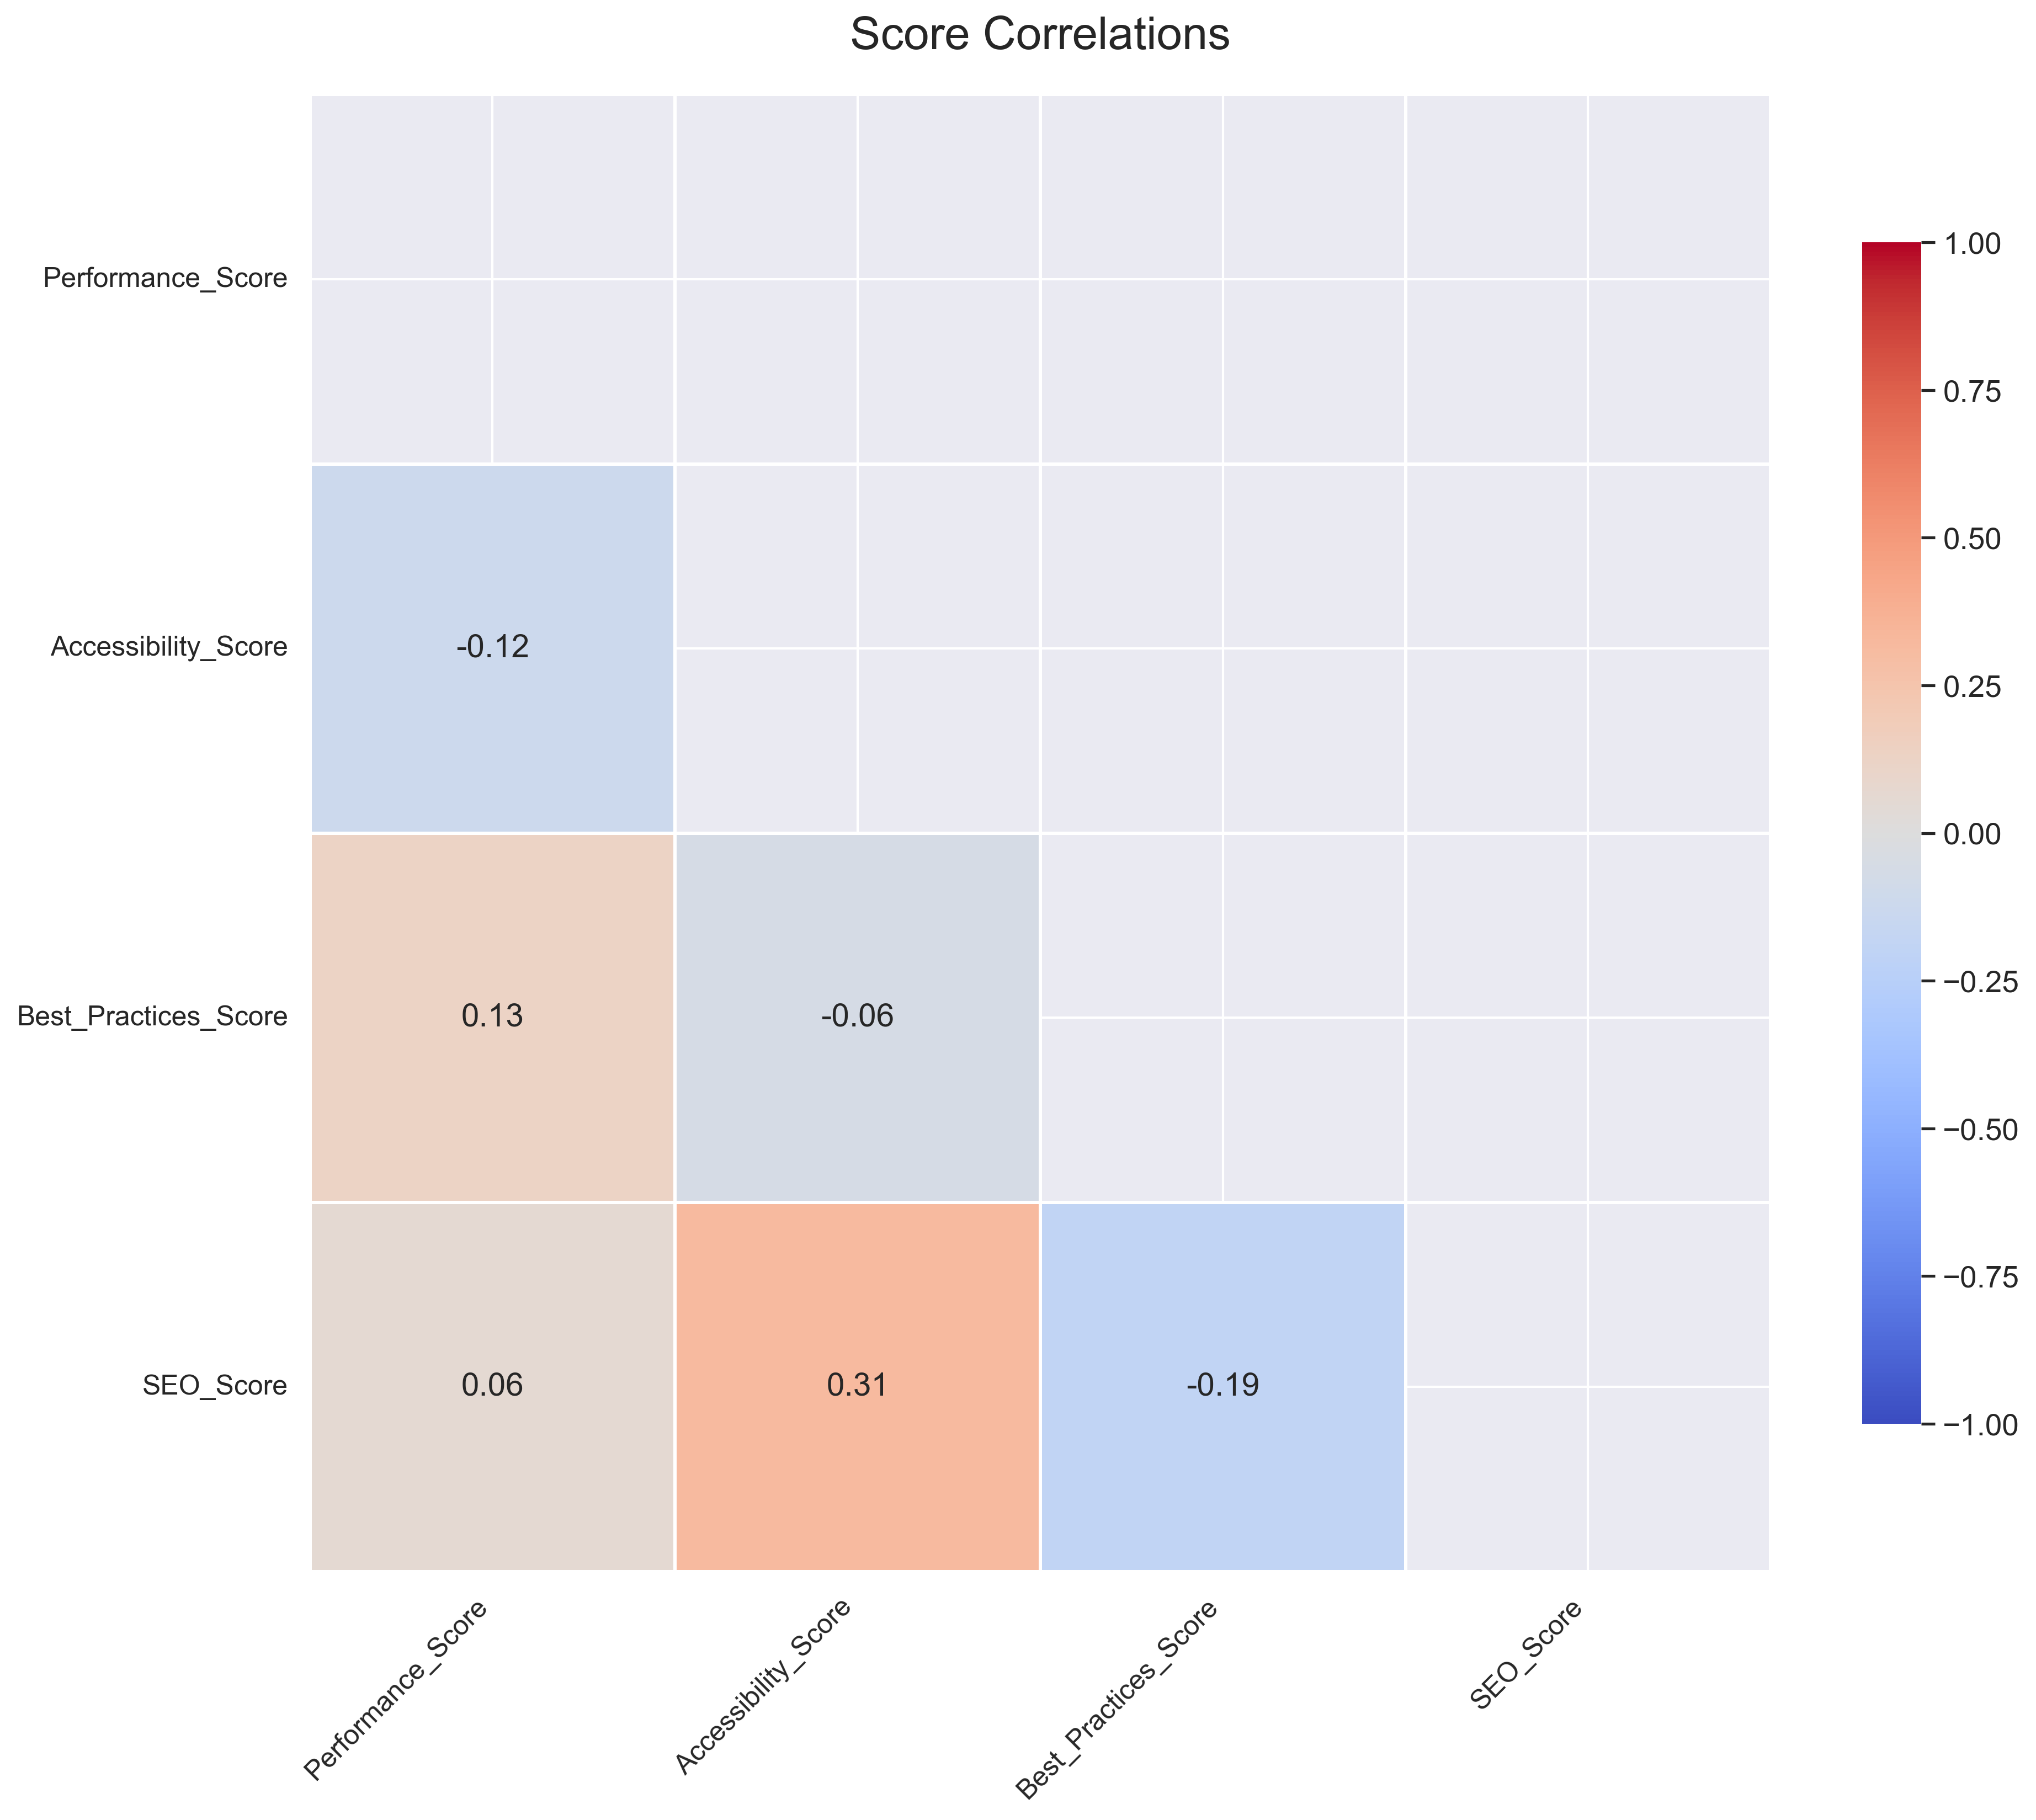 Score Correlations
Performance_Score
Accessibility_Score
Best_Practices_Score
SEO_Score
-0.12
0.13
-0.06
0.06
0.31
-0.19
Performance_Score
Accessibility_Score
Best_Practices_Score
SEO_Score
1.00
0.75
0.50
0.25
0.00
−0.25
−0.50
−0.75
−1.00